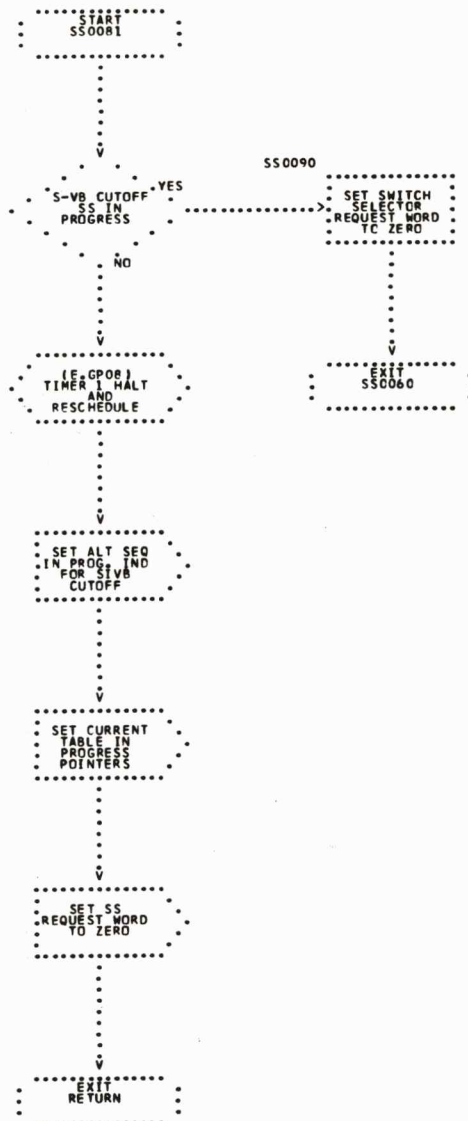 START
SS0081
S-VB CUTOFF
SS IN
PROGRESS
YES
NO
SS0090
SET SWITCH
SELECTOR
REQUEST WORD
TO ZERO
EXIT
SS0060
(E.GP08)
TIMER 1 HALT
AND
RESCHEDULE
SET ALT SEQ
IN PROG. IND
FOR SIVB
CUTOFF
SET CURRENT
TABLE IN
PROGRESS
POINTERS
SET SS
REQUEST WORD
TO ZERO
EXIT
RETURN